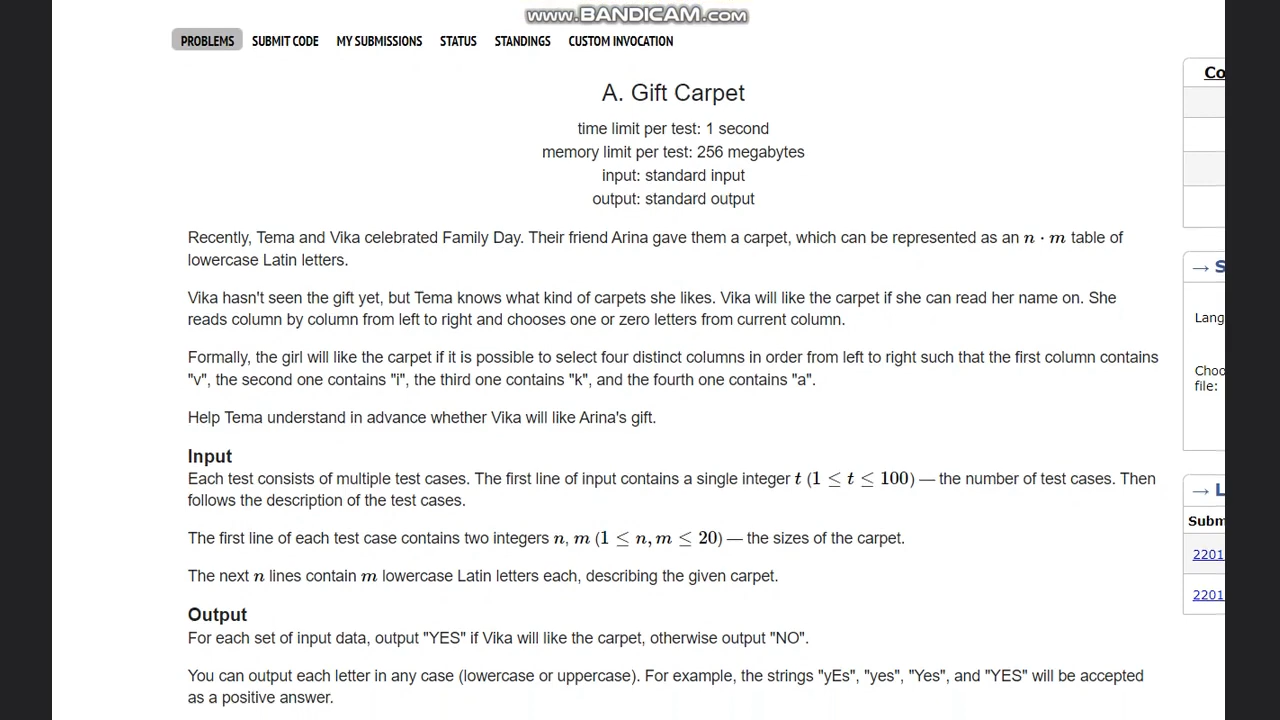 www.BANDICAM.com
PROBLEMS SUBMIT CODE MY SUBMISSIONS STATUS STANDINGS CUSTOM INVOCATION
Co
A. Gift Carpet
time limit per test: 1 second
memory limit per test: 256 megabytes
input: standard input
output: standard output
Recently, Tema and Vika celebrated Family Day. Their friend Arina gave them a carpet, which can be represented as an n · m table of
lowercase Latin letters.
→ S
Vika hasn't seen the gift yet, but Tema knows what kind of carpets she likes. Vika will like the carpet if she can read her name on. She
reads column by column from left to right and chooses one or zero letters from current column.
Lang
Formally, the girl will like the carpet if it is possible to select four distinct columns in order from left to right such that the first column contains
"v", the second one contains "i", the third one contains "k", and the fourth one contains "a".
Choo
file:
Help Tema understand in advance whether Vika will like Arina's gift.
Input
Each test consists of multiple test cases. The first line of input contains a single integer t (1 ≤ t ≤ 100) — the number of test cases. Then
follows the description of the test cases.
→ L
Subm
The first line of each test case contains two integers n, m (1 ≤ n, m ≤ 20) — the sizes of the carpet.
2201
The next n lines contain m lowercase Latin letters each, describing the given carpet.
2201
Output
For each set of input data, output "YES" if Vika will like the carpet, otherwise output "NO".
You can output each letter in any case (lowercase or uppercase). For example, the strings "yEs", "yes", "Yes", and "YES" will be accepted
as a positive answer.